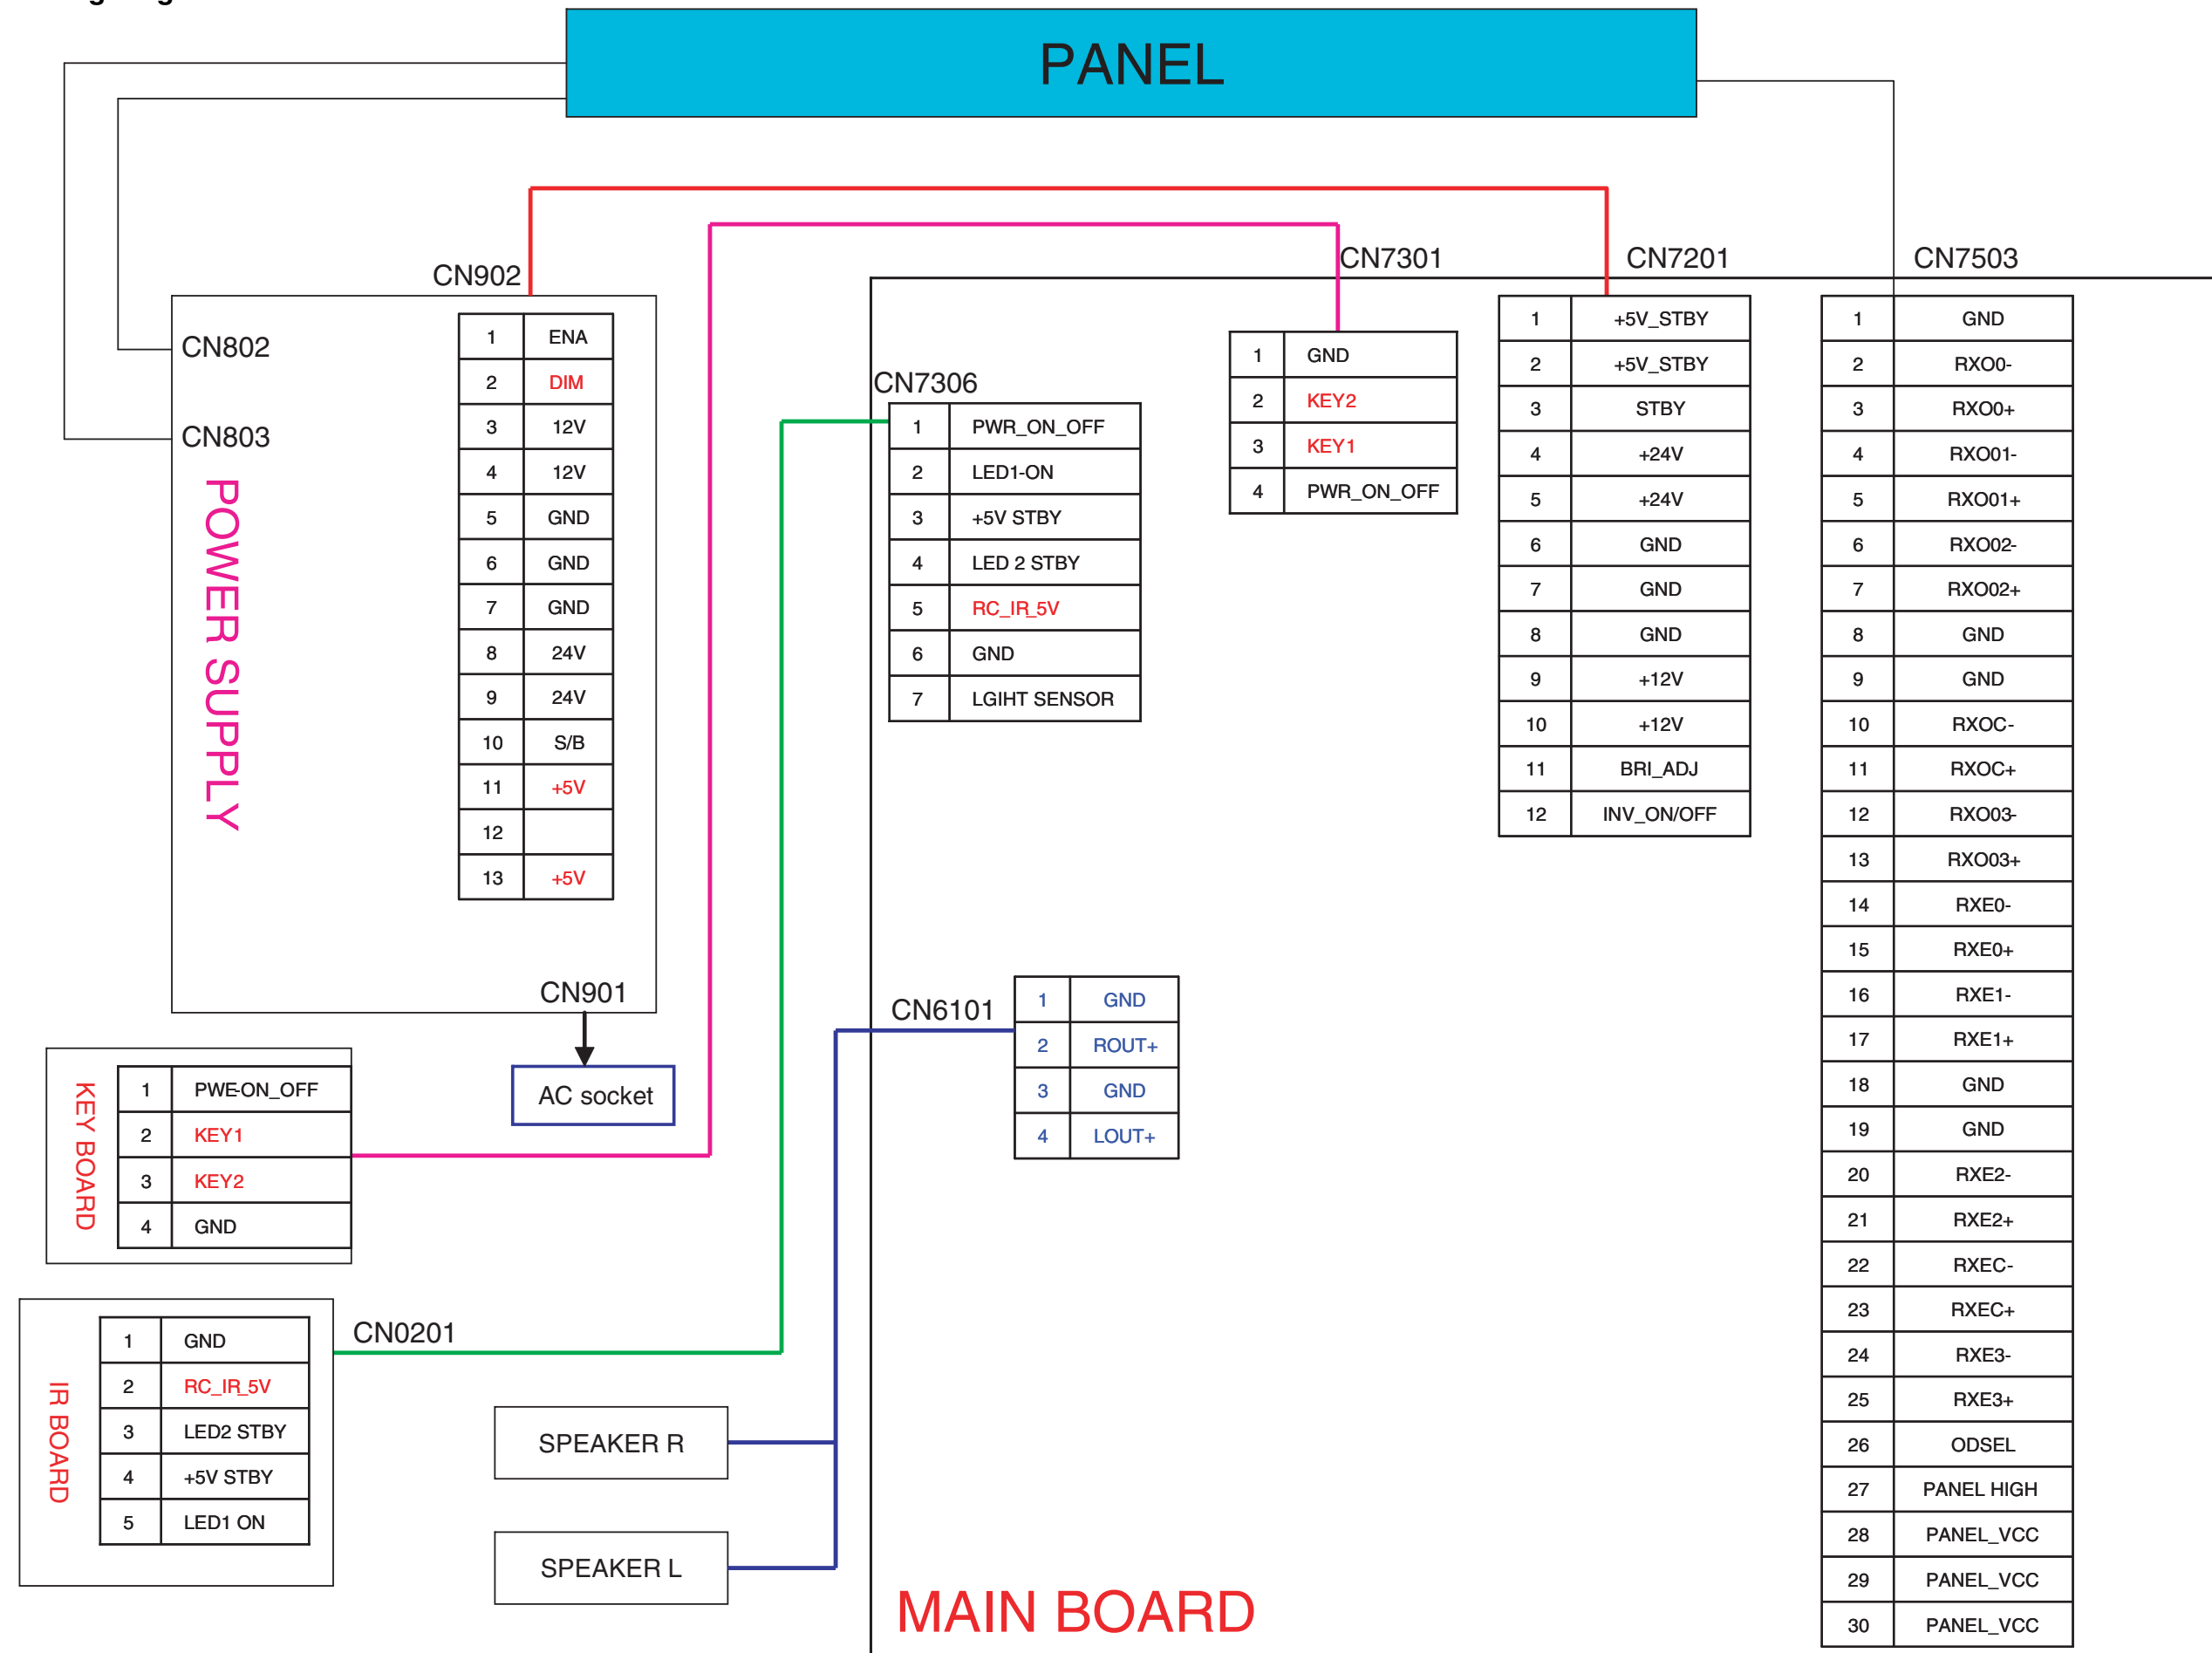 PANEL
CN902
CN7301
CN7201
CN7503
CN802
CN803
POWER SUPPLY
1 ENA
2 DIM
3 12V
4 12V
5 GND
6 GND
7 GND
8 24V
9 24V
10 S/B
11 +5V
12
13 +5V
CN901
AC socket
CN7306
1 PWR_ON_OFF
2 LED1-ON
3 +5V STBY
4 LED 2 STBY
5 RC_IR_5V
6 GND
7 LGIHT SENSOR
1 GND
2 KEY2
3 KEY1
4 PWR_ON_OFF
1 +5V_STBY
2 +5V_STBY
3 STBY
4 +24V
5 +24V
6 GND
7 GND
8 GND
9 +12V
10 +12V
11 BRI_ADJ
12 INV_ON/OFF
1 GND
2 RXO0-
3 RXO0+
4 RXO01-
5 RXO01+
6 RXO02-
7 RXO02+
8 GND
9 GND
10 RXOC-
11 RXOC+
12 RXO03-
13 RXO03+
14 RXE0-
15 RXE0+
16 RXE1-
17 RXE1+
18 GND
19 GND
20 RXE2-
21 RXE2+
22 RXEC-
23 RXEC+
24 RXE3-
25 RXE3+
26 ODSEL
27 PANEL HIGH
28 PANEL_VCC
29 PANEL_VCC
30 PANEL_VCC
CN6101
1 GND
2 ROUT+
3 GND
4 LOUT+
KEY BOARD
1 PWE-ON_OFF
2 KEY1
3 KEY2
4 GND
CN0201
IR BOARD
1 GND
2 RC_IR_5V
3 LED2 STBY
4 +5V STBY
5 LED1 ON
SPEAKER R
SPEAKER L
MAIN BOARD